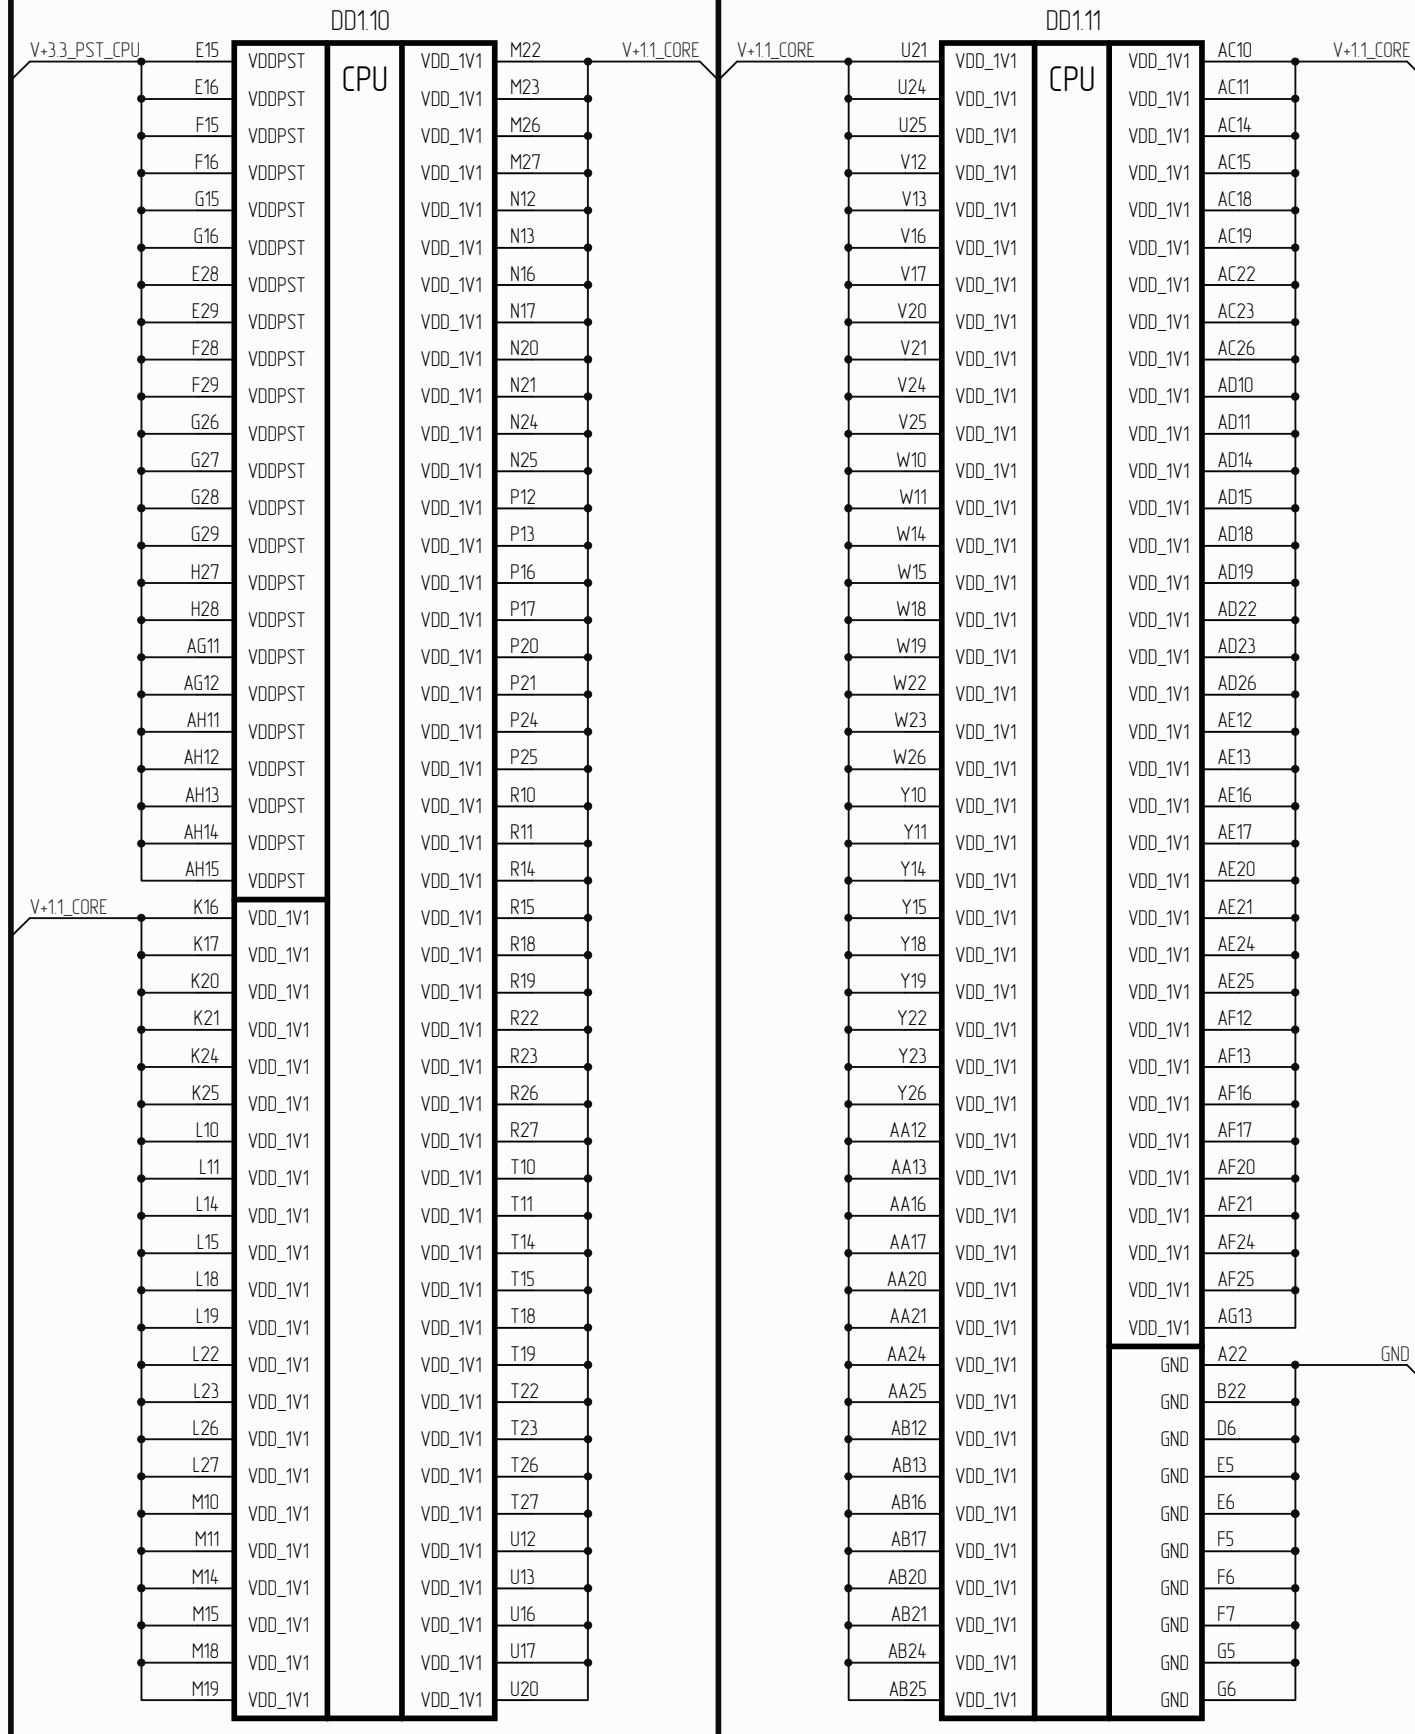 DD1.10
V+3.3_PST_CPU E15 VDDPST CPU VDD_1V1 M22 V+1.1_CORE
E16 VDDPST VDD_1V1 M23
F15 VDDPST VDD_1V1 M26
F16 VDDPST VDD_1V1 M27
G15 VDDPST VDD_1V1 N12
G16 VDDPST VDD_1V1 N13
E28 VDDPST VDD_1V1 N16
E29 VDDPST VDD_1V1 N17
F28 VDDPST VDD_1V1 N20
F29 VDDPST VDD_1V1 N21
G26 VDDPST VDD_1V1 N24
G27 VDDPST VDD_1V1 N25
G28 VDDPST VDD_1V1 P12
G29 VDDPST VDD_1V1 P13
H27 VDDPST VDD_1V1 P16
H28 VDDPST VDD_1V1 P17
AG11 VDDPST VDD_1V1 P20
AG12 VDDPST VDD_1V1 P21
AH11 VDDPST VDD_1V1 P24
AH12 VDDPST VDD_1V1 P25
AH13 VDDPST VDD_1V1 R10
AH14 VDDPST VDD_1V1 R11
AH15 VDDPST VDD_1V1 R14
V+1.1_CORE K16 VDD_1V1 VDD_1V1 R15
K17 VDD_1V1 VDD_1V1 R18
K20 VDD_1V1 VDD_1V1 R19
K21 VDD_1V1 VDD_1V1 R22
K24 VDD_1V1 VDD_1V1 R23
K25 VDD_1V1 VDD_1V1 R26
L10 VDD_1V1 VDD_1V1 R27
L11 VDD_1V1 VDD_1V1 T10
L14 VDD_1V1 VDD_1V1 T11
L15 VDD_1V1 VDD_1V1 T14
L18 VDD_1V1 VDD_1V1 T15
L19 VDD_1V1 VDD_1V1 T18
L22 VDD_1V1 VDD_1V1 T19
L23 VDD_1V1 VDD_1V1 T22
L26 VDD_1V1 VDD_1V1 T23
L27 VDD_1V1 VDD_1V1 T26
M10 VDD_1V1 VDD_1V1 T27
M11 VDD_1V1 VDD_1V1 U12
M14 VDD_1V1 VDD_1V1 U13
M15 VDD_1V1 VDD_1V1 U16
M18 VDD_1V1 VDD_1V1 U17
M19 VDD_1V1 VDD_1V1 U20
DD1.11
V+1.1_CORE U21 VDD_1V1 CPU VDD_1V1 AC10 V+1.1_CORE
U24 VDD_1V1 VDD_1V1 AC11
U25 VDD_1V1 VDD_1V1 AC14
V12 VDD_1V1 VDD_1V1 AC15
V13 VDD_1V1 VDD_1V1 AC18
V16 VDD_1V1 VDD_1V1 AC19
V17 VDD_1V1 VDD_1V1 AC22
V20 VDD_1V1 VDD_1V1 AC23
V21 VDD_1V1 VDD_1V1 AC26
V24 VDD_1V1 VDD_1V1 AD10
V25 VDD_1V1 VDD_1V1 AD11
W10 VDD_1V1 VDD_1V1 AD14
W11 VDD_1V1 VDD_1V1 AD15
W14 VDD_1V1 VDD_1V1 AD18
W15 VDD_1V1 VDD_1V1 AD19
W18 VDD_1V1 VDD_1V1 AD22
W19 VDD_1V1 VDD_1V1 AD23
W22 VDD_1V1 VDD_1V1 AD26
W23 VDD_1V1 VDD_1V1 AE12
W26 VDD_1V1 VDD_1V1 AE13
Y10 VDD_1V1 VDD_1V1 AE16
Y11 VDD_1V1 VDD_1V1 AE17
Y14 VDD_1V1 VDD_1V1 AE20
Y15 VDD_1V1 VDD_1V1 AE21
Y18 VDD_1V1 VDD_1V1 AE24
Y19 VDD_1V1 VDD_1V1 AE25
Y22 VDD_1V1 VDD_1V1 AF12
Y23 VDD_1V1 VDD_1V1 AF13
Y26 VDD_1V1 VDD_1V1 AF16
AA12 VDD_1V1 VDD_1V1 AF17
AA13 VDD_1V1 VDD_1V1 AF20
AA16 VDD_1V1 VDD_1V1 AF21
AA17 VDD_1V1 VDD_1V1 AF24
AA20 VDD_1V1 VDD_1V1 AF25
AA21 VDD_1V1 VDD_1V1 AG13
AA24 VDD_1V1 GND A22 GND
AA25 VDD_1V1 GND B22
AB12 VDD_1V1 GND D6
AB13 VDD_1V1 GND E5
AB16 VDD_1V1 GND E6
AB17 VDD_1V1 GND F5
AB20 VDD_1V1 GND F6
AB21 VDD_1V1 GND F7
AB24 VDD_1V1 GND G5
AB25 VDD_1V1 GND G6